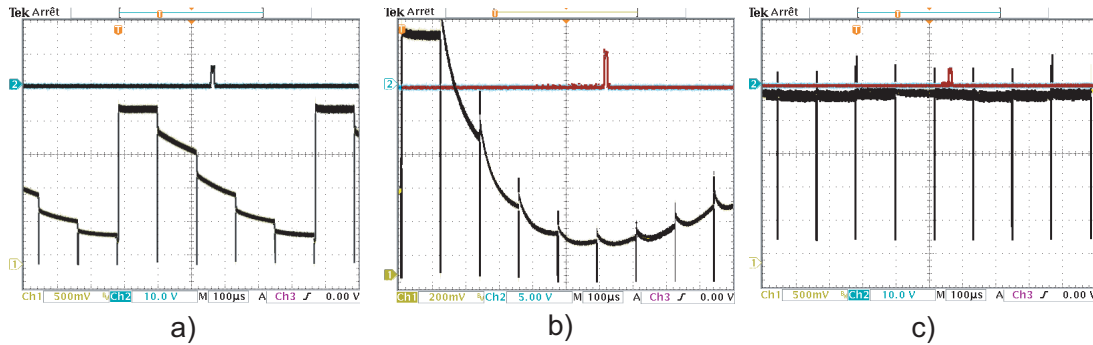 Tek Arrêt
T
T
2
1
Ch1 500mV Ch2 10.0 V M 100µs A Ch3 0.00 V
a)
Tek Arrêt
T
T
2
1
Ch1 200mV Ch2 5.00 V M 100µs A Ch3 0.00 V
b)
Tek Arrêt
T
T
2
1
Ch1 500mV Ch2 10.0 V M 100µs A Ch3 0.00 V
c)